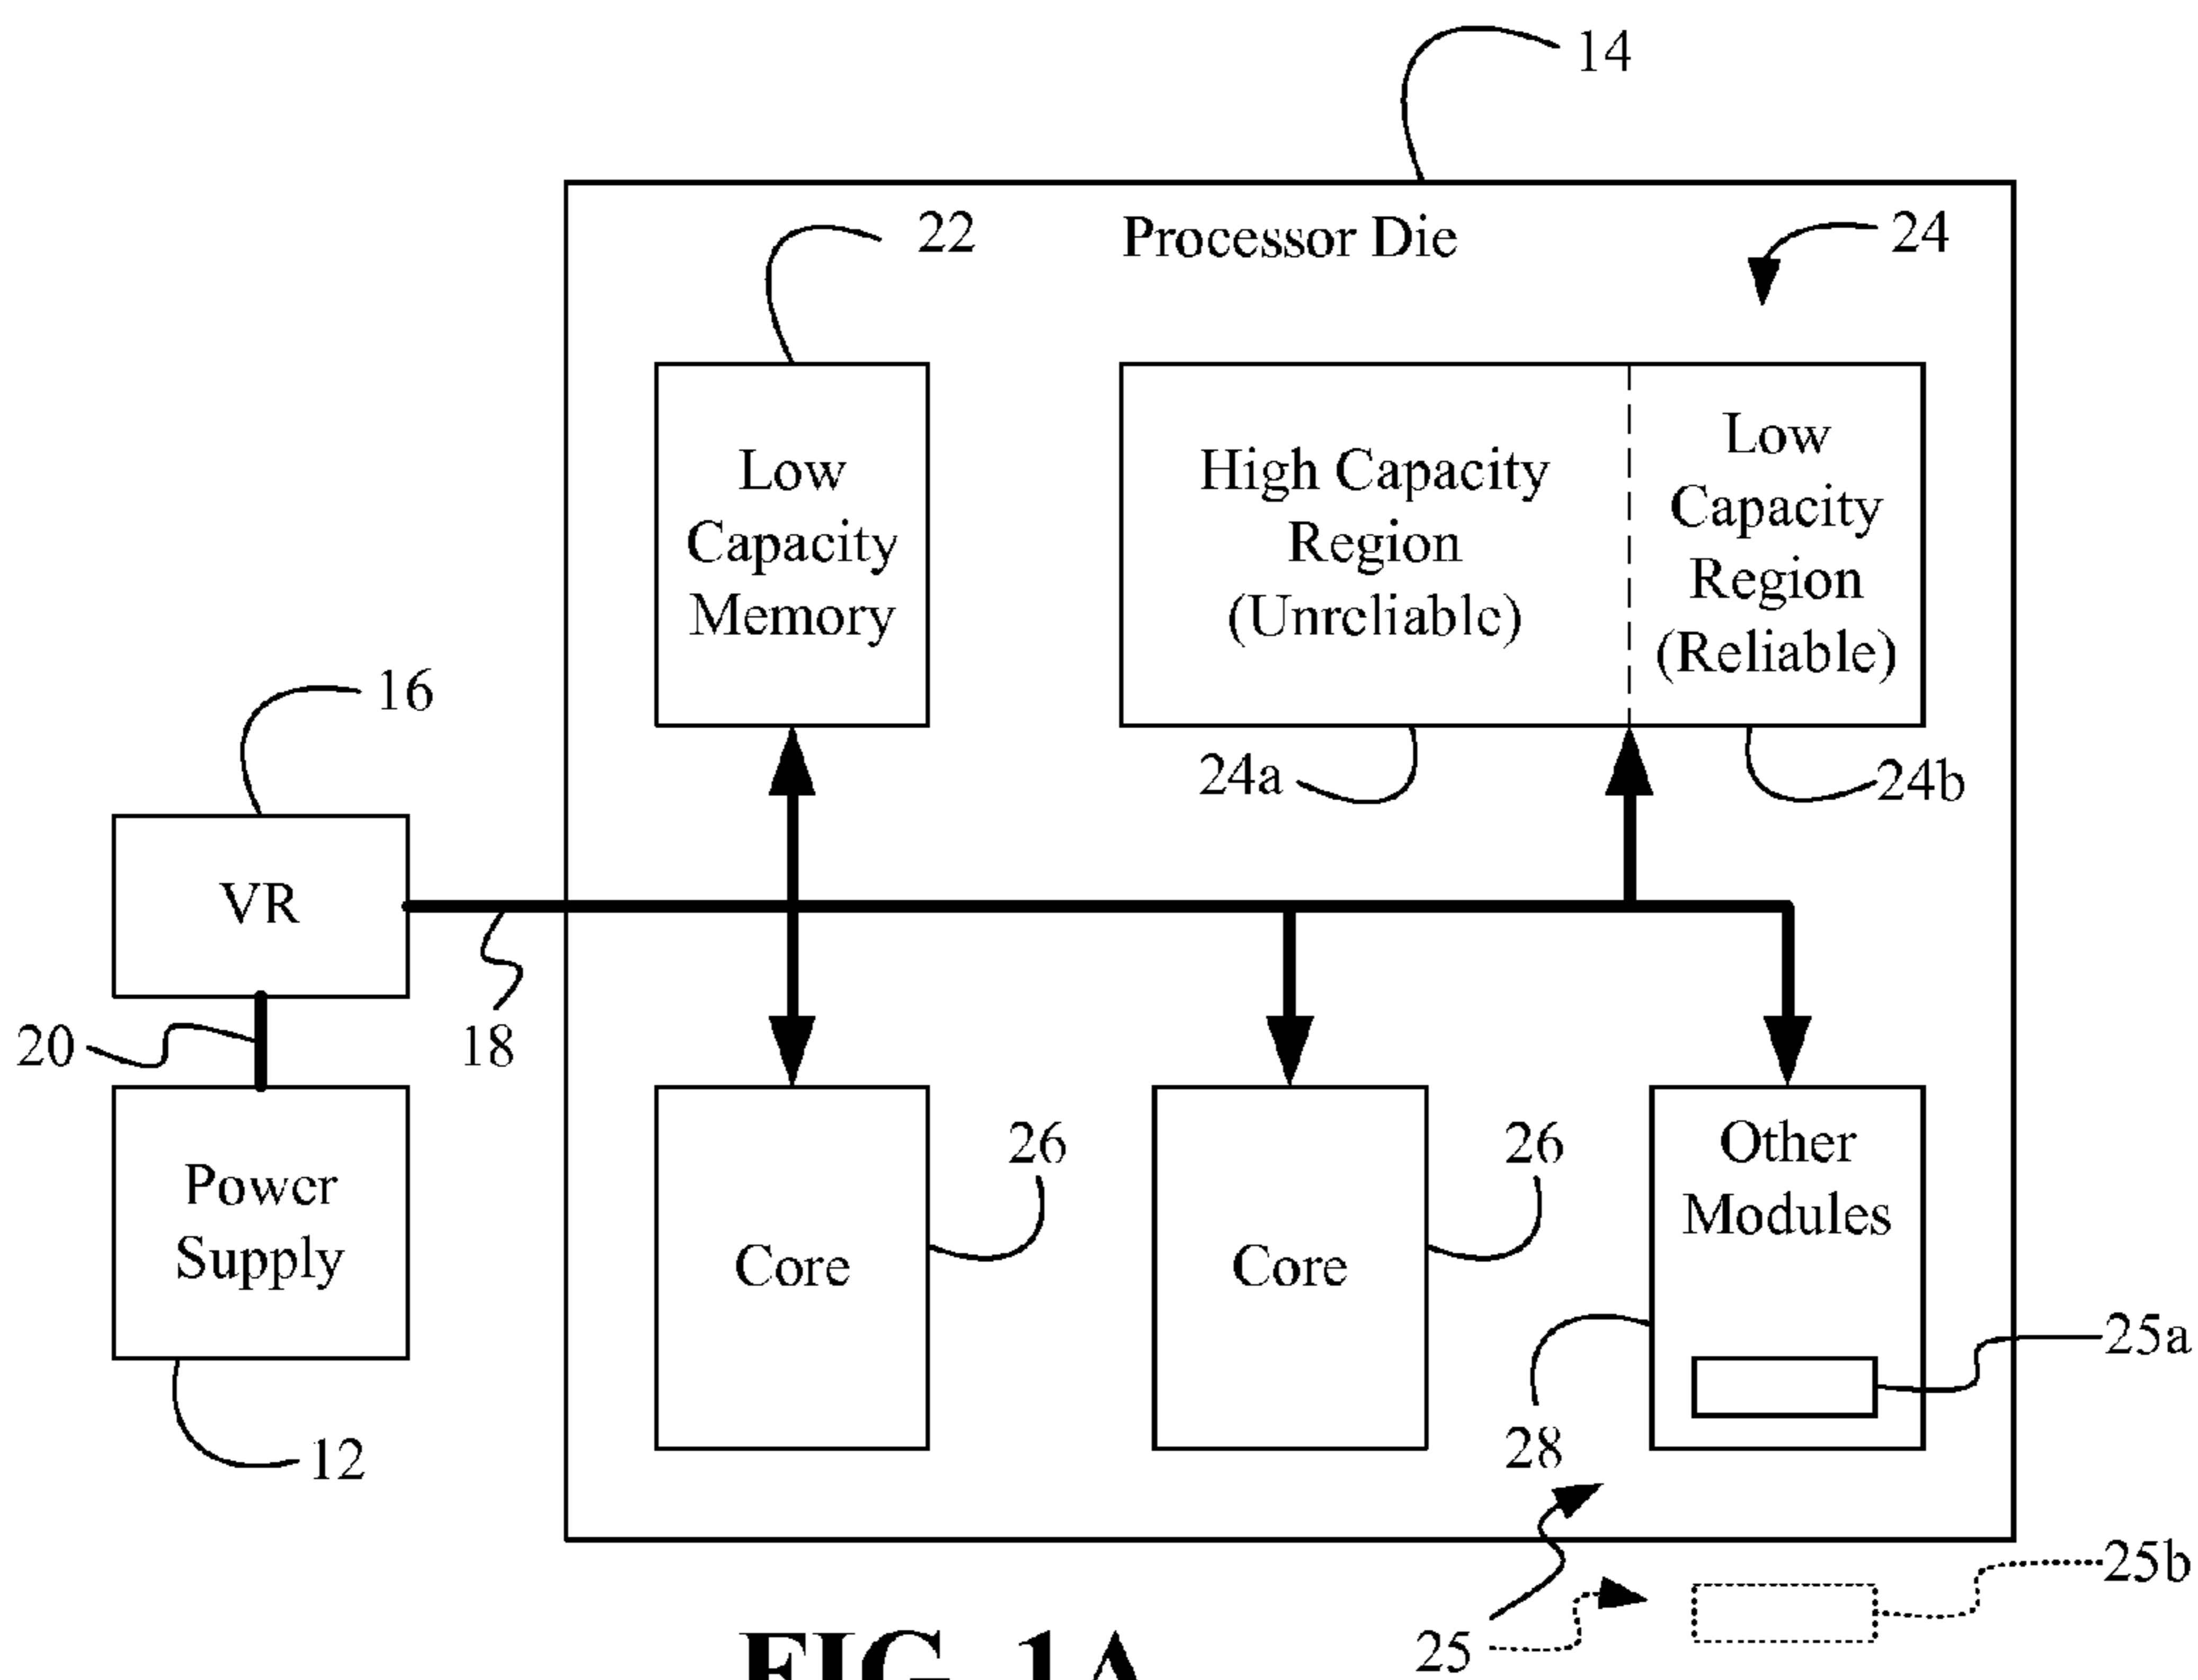 14
Processor Die
22
24
Low
Capacity
Memory
High Capacity
Region
(Unreliable)
Low
Capacity
Region
(Reliable)
16
24a
24b
VR
20
18
Power
Supply
26
26
Other
Modules
Core
Core
25a
28
12
25b
25
FIG. 1A